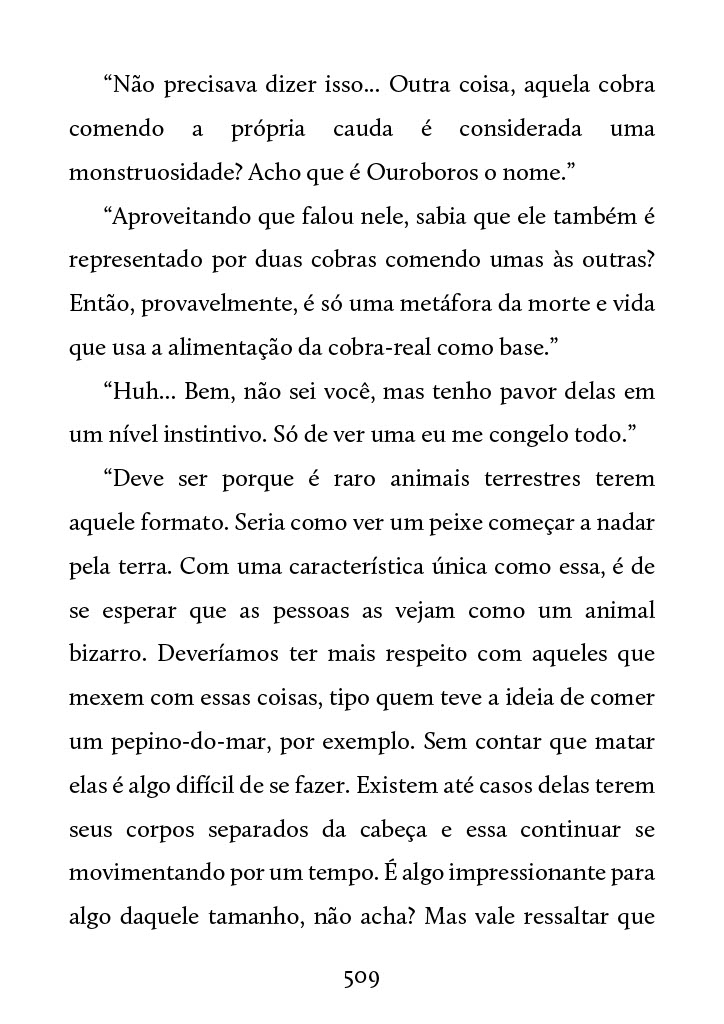 “Não precisava dizer isso... Outra coisa, aquela cobra
comendo a própria cauda é considerada uma
monstruosidade? Acho que é Ouroboros o nome.”
“Aproveitando que falou nele, sabia que ele também é
representado por duas cobras comendo umas às outras?
Então, provavelmente, é só uma metáfora da morte e vida
que usa a alimentação da cobra-real como base.”
“Huh... Bem, não sei você, mas tenho pavor delas em
um nível instintivo. Só de ver uma eu me congelo todo.”
“Deve ser porque é raro animais terrestres terem
aquele formato. Seria como ver um peixe começar a nadar
pela terra. Com uma característica única como essa, é de
se esperar que as pessoas as vejam como um animal
bizarro. Deveríamos ter mais respeito com aqueles que
mexem com essas coisas, tipo quem teve a ideia de comer
um pepino-do-mar, por exemplo. Sem contar que matar
elas é algo difícil de se fazer. Existem até casos delas terem
seus corpos separados da cabeça e essa continuar se
movimentando por um tempo. É algo impressionante para
algo daquele tamanho, não acha? Mas vale ressaltar que
509